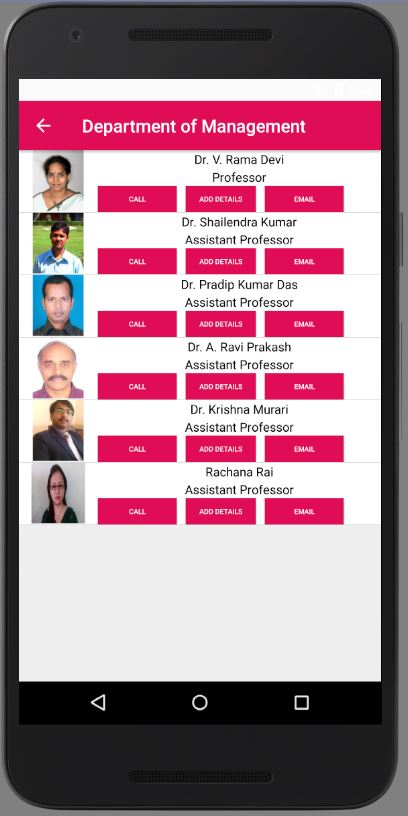 Department of Management
Dr. V. Rama Devi
Professor
CALL ADD DETAILS EMAIL
Dr. Shailendra Kumar
Assistant Professor
CALL ADD DETAILS EMAIL
Dr. Pradip Kumar Das
Assistant Professor
CALL ADD DETAILS EMAIL
Dr. A. Ravi Prakash
Assistant Professor
CALL ADD DETAILS EMAIL
Dr. Krishna Murari
Assistant Professor
CALL ADD DETAILS EMAIL
Rachana Rai
Assistant Professor
CALL ADD DETAILS EMAIL